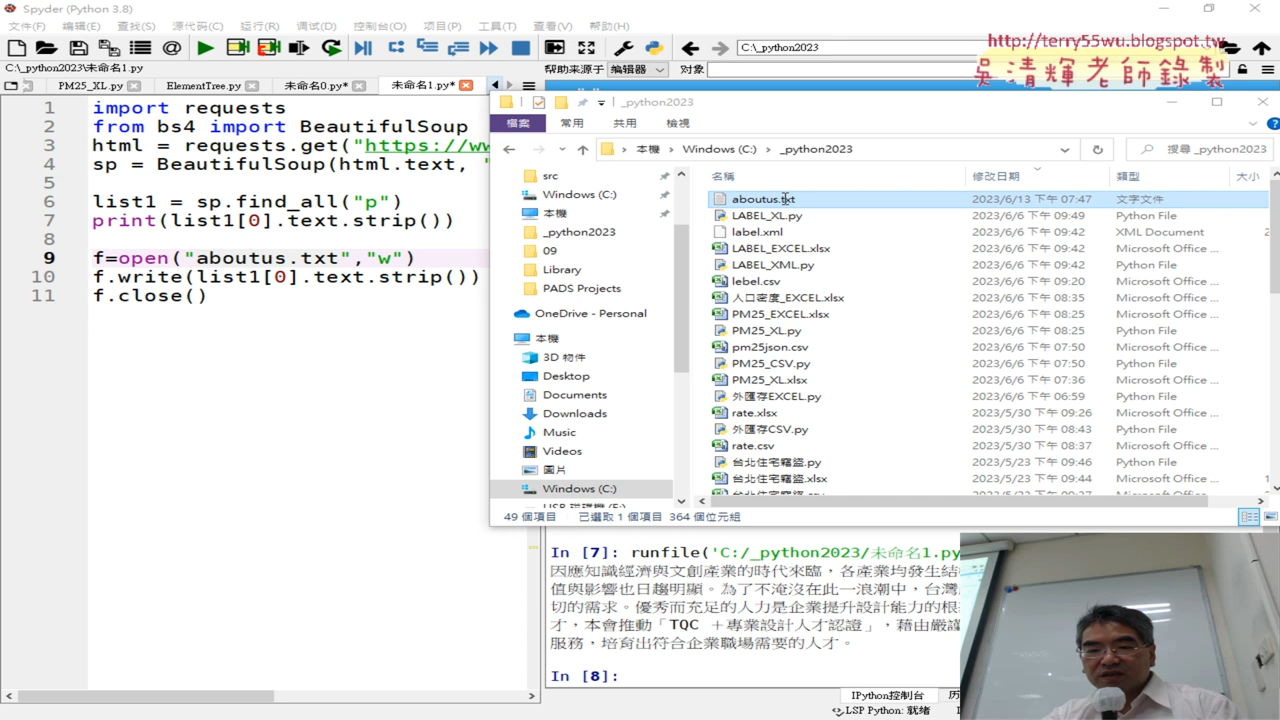 Spyder (Python 3.8)
文件(F) 编辑(E) 查找(S) 源代码(C) 运行(R) 调试(D) 控制台(O) 项目(P) 工具(T) 查看(V) 帮助(H)
C:\_python2023
http://terry55wu.blogspot.tw
吳清輝老師錄製
C:\_python2023\未命名1.py
帮助来源于 编辑器 对象
PM25_XL.py ElementTree.py 未命名0.py* 未命名1.py*
1 import requests
2 from bs4 import BeautifulSoup
3 html = requests.get("https://ww
4 sp = BeautifulSoup(html.text, "
5
6 list1 = sp.find_all("p")
7 print(list1[0].text.strip())
8
9 f=open("aboutus.txt","w")
10 f.write(list1[0].text.strip())
11 f.close()
_python2023
檔案 常用 共用 檢視
本機 Windows (C:) _python2023
搜尋 _python2023
src
Windows (C:)
本機
_python2023
09
Library
PADS Projects
OneDrive - Personal
本機
3D 物件
Desktop
Documents
Downloads
Music
Videos
圖片
Windows (C:)
名稱 修改日期 類型 大小
aboutus.txt 2023/6/13 下午 07:47 文字文件
LABEL_XL.py 2023/6/6 下午 09:49 Python File
label.xml 2023/6/6 下午 09:42 XML Document
LABEL_EXCEL.xlsx 2023/6/6 下午 09:42 Microsoft Office ...
LABEL_XML.py 2023/6/6 下午 09:42 Python File
lebel.csv 2023/6/6 下午 09:20 Microsoft Office ...
人口密度_EXCEL.xlsx 2023/6/6 下午 08:35 Microsoft Office ...
PM25_EXCEL.xlsx 2023/6/6 下午 08:25 Microsoft Office ...
PM25_XL.py 2023/6/6 下午 08:25 Python File
pm25json.csv 2023/6/6 下午 07:50 Microsoft Office ...
PM25_CSV.py 2023/6/6 下午 07:50 Python File
PM25_XL.xlsx 2023/6/6 下午 07:36 Microsoft Office ...
外匯存EXCEL.py 2023/6/6 下午 06:59 Python File
rate.xlsx 2023/5/30 下午 09:26 Microsoft Office ...
外匯存CSV.py 2023/5/30 下午 08:43 Python File
rate.csv 2023/5/30 下午 08:37 Microsoft Office ...
台北住宅竊盜.py 2023/5/23 下午 09:46 Python File
台北住宅竊盜.xlsx 2023/5/23 下午 09:44 Microsoft Office ...
49 個項目 已選取 1 個項目 364 個位元組
In [7]: runfile('C:/_python2023/未命名1.py
因應知識經濟與文創產業的時代來臨，各產業均發生結
值與影響也日趨明顯。為了不淹沒在此一浪潮中，台灣
切的需求。優秀而充足的人力是企業提升設計能力的根
才，本會推動「TQC ＋專業設計人才認證」，藉由嚴謹
服務，培育出符合企業職場需要的人才。
In [8]:
IPython控制台 历
LSP Python: 就绪